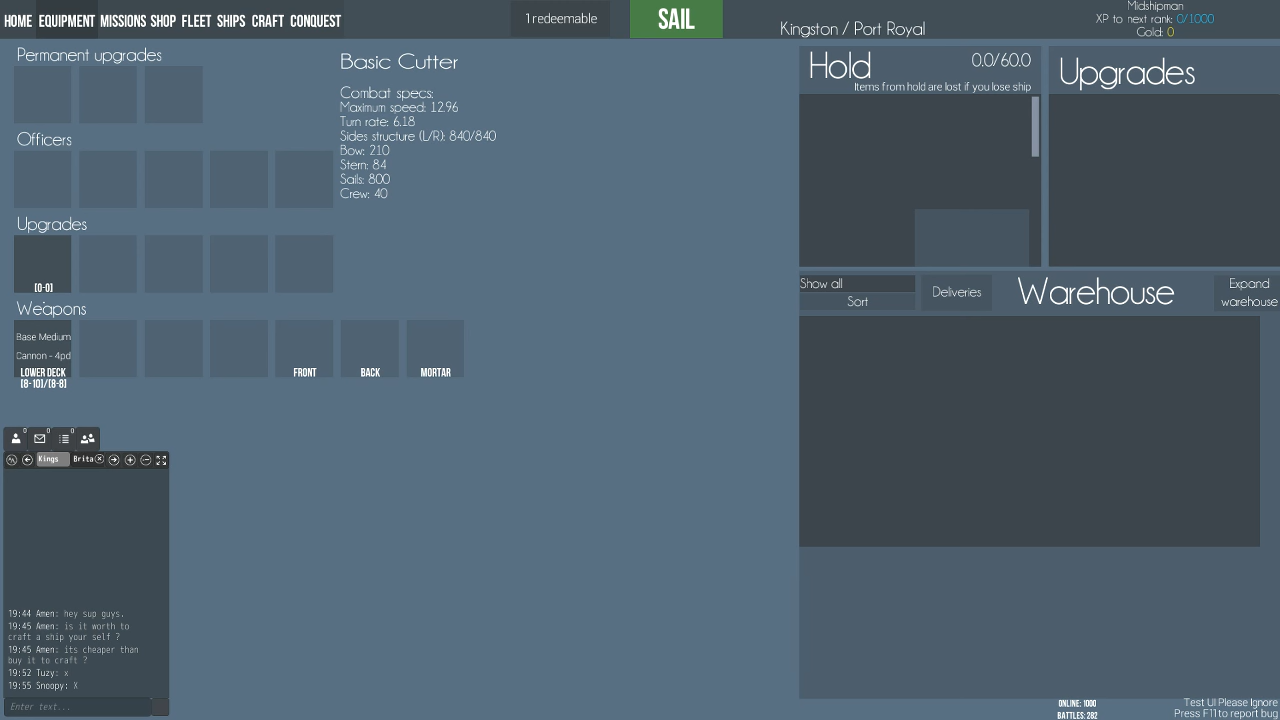 HOME EQUIPMENT MISSIONS SHOP FLEET SHIPS CRAFT CONQUEST
1 redeemable
SAIL
Kingston / Port Royal
Midshipman
XP to next rank: 0/1000
Gold: 0
Permanent upgrades
Officers
Upgrades
[0-0]
Weapons
Base Medium
Cannon - 4pd
LOWER DECK
[8-10]/[8-8]
FRONT
BACK
MORTAR
Basic Cutter
Combat specs:
Maximum speed: 12.96
Turn rate: 6.18
Sides structure (L/R): 840/840
Bow: 210
Stern: 84
Sails: 800
Crew: 40
Hold
0.0/60.0
Items from hold are lost if you lose ship
Upgrades
Show all
Sort
Deliveries
Warehouse
Expand
warehouse
0 0 0
Kings Brita
19:44 Amen: hey sup guys.
19:45 Amen: is it worth to
craft a ship your self ?
19:45 Amen: its cheaper than
buy it to craft ?
19:52 Tuzy: x
19:55 Snoopy: X
Enter text...
ONLINE: 1000
BATTLES: 282
Test UI Please Ignore
Press F11 to report bug